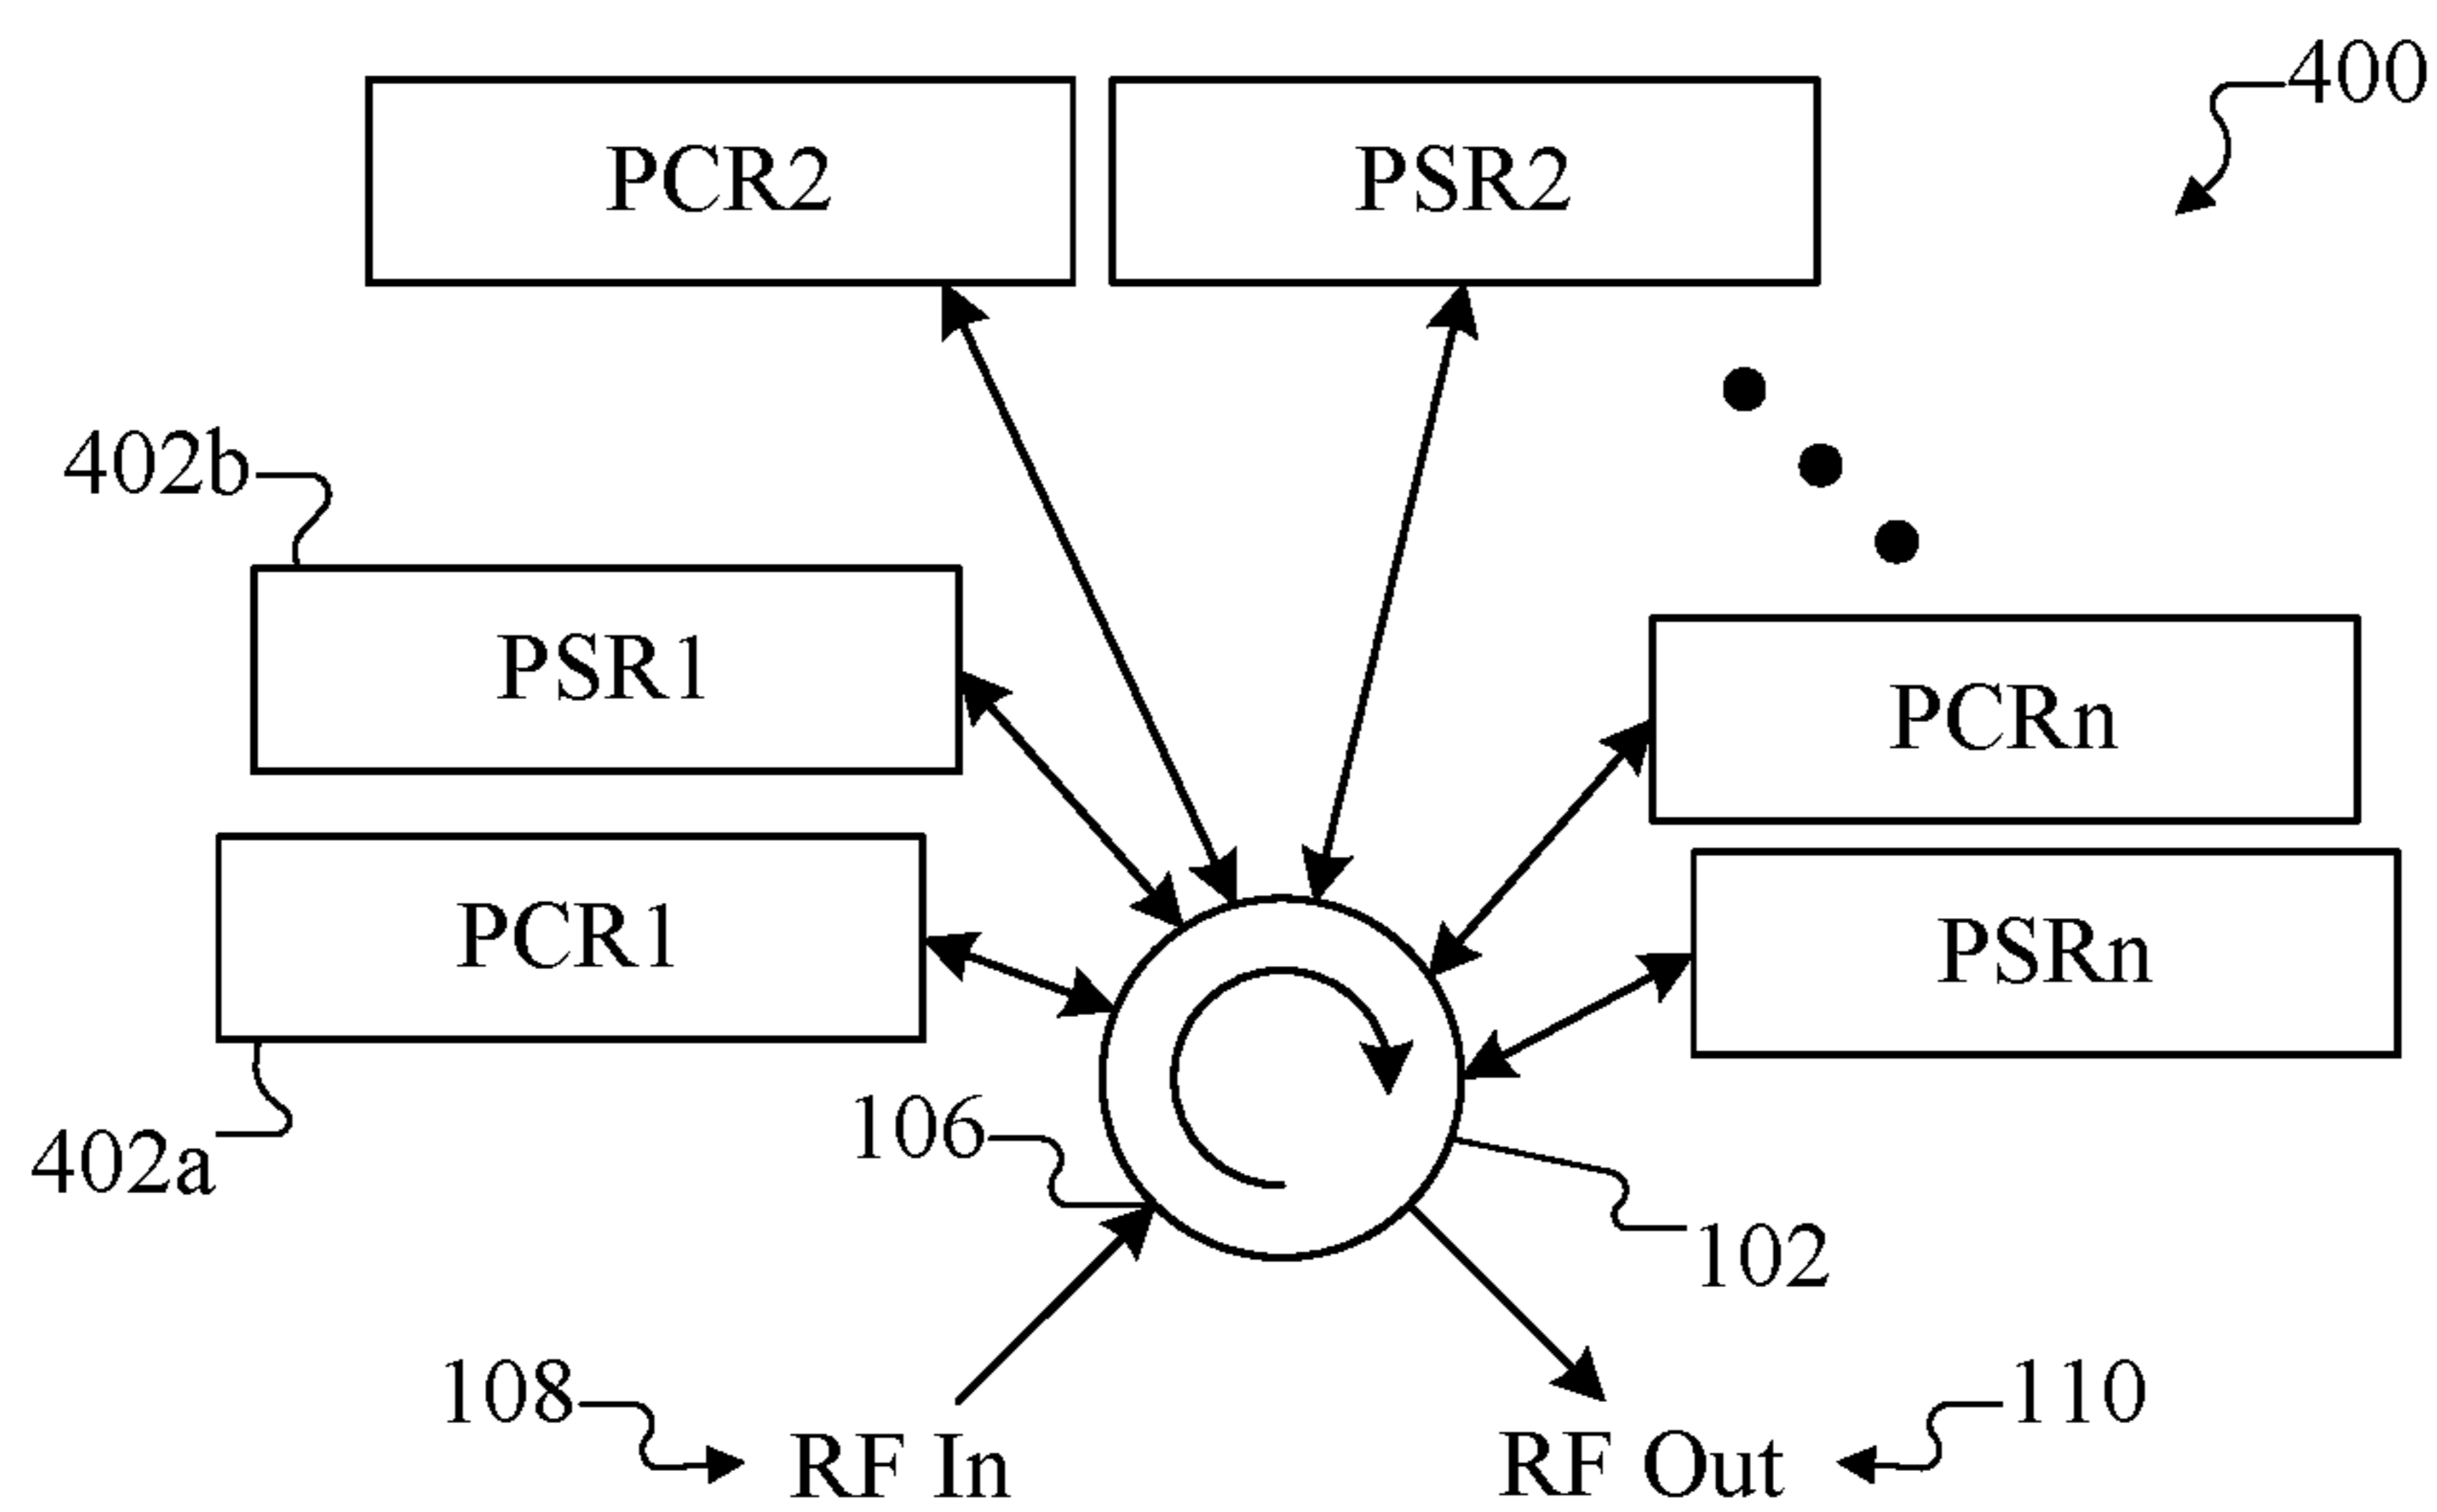 400
PCR2
PSR2
402b
PSR1
PCRn
PCR1
PSRn
106
402a
102
108
110
RF In
RF Out